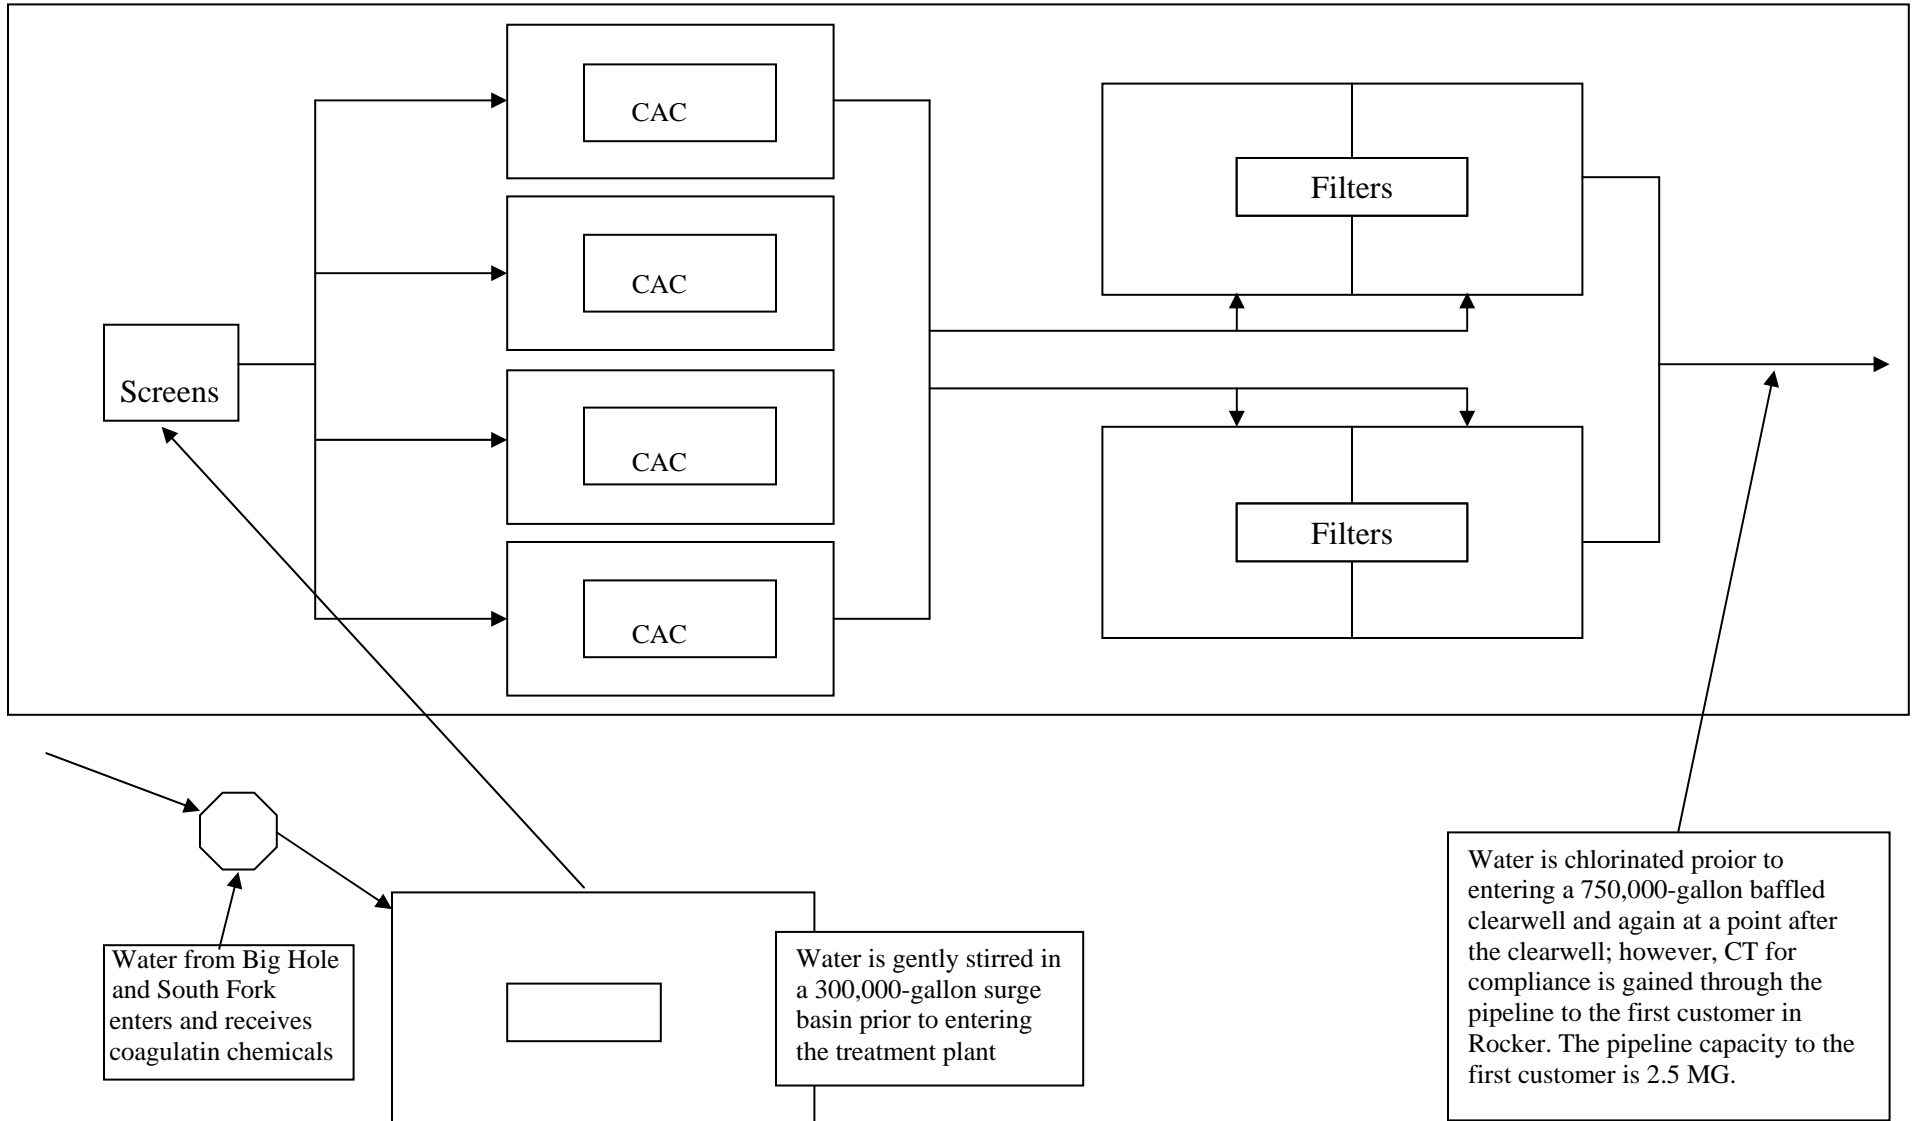 CAC
Filters
CAC
Screens
CAC
Filters
CAC
Water from Big Hole
and South Fork
enters and receives
coagulatin chemicals
Water is gently stirred in
a 300,000-gallon surge
basin prior to entering
the treatment plant
Water is chlorinated proior to
entering a 750,000-gallon baffled
clearwell and again at a point after
the clearwell; however, CT for
compliance is gained through the
pipeline to the first customer in
Rocker. The pipeline capacity to the
first customer is 2.5 MG.